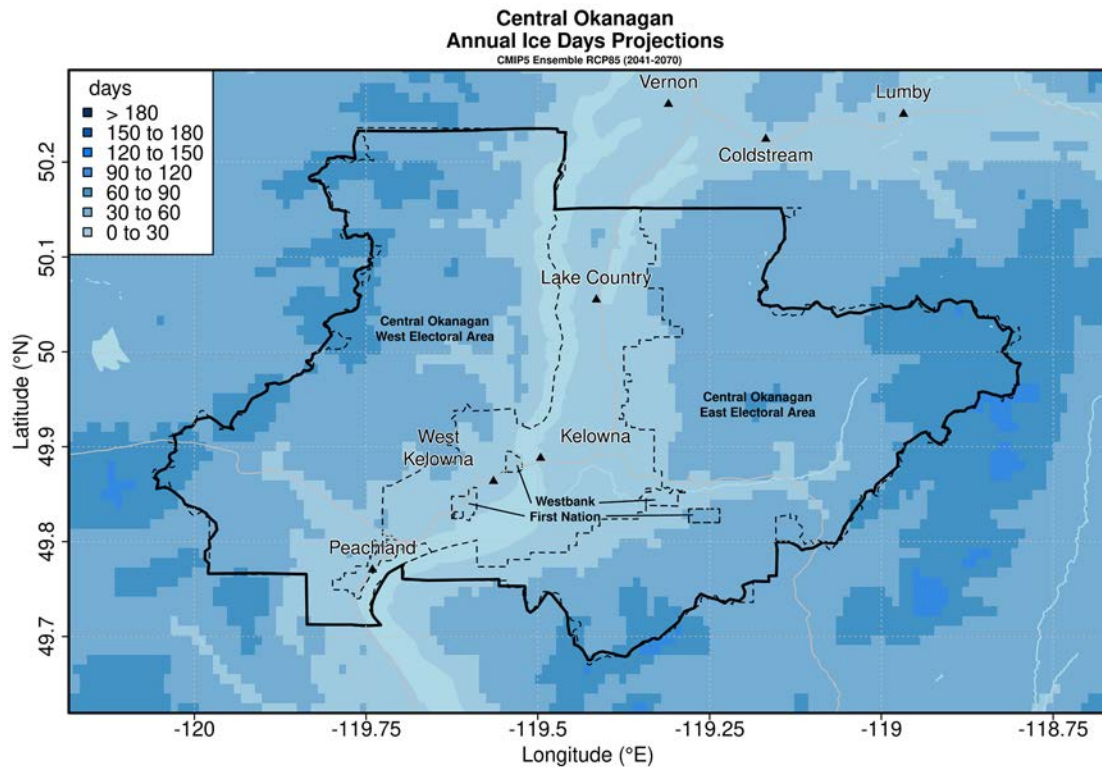 Central Okanagan
Annual Ice Days Projections
CMIP5 Ensemble RCP85 (2041-2070)
days
> 180
150 to 180
120 to 150
90 to 120
60 to 90
30 to 60
0 to 30
Vernon
Lumby
Coldstream
Lake Country
Central Okanagan
West Electoral Area
Central Okanagan
East Electoral Area
West
Kelowna
Kelowna
Westbank
First Nation
Peachland
50.2
50.1
50
49.9
49.8
49.7
Latitude (°N)
-120
-119.75
-119.5
-119.25
-119
-118.75
Longitude (°E)